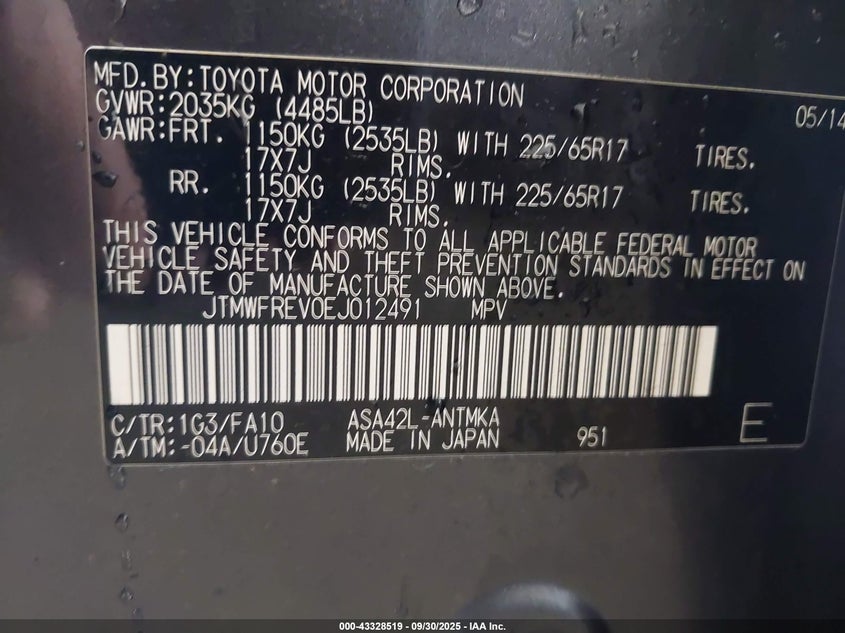 MFD. BY: TOYOTA MOTOR CORPORATION
GVWR: 2035KG (4485LB) 05/14
GAWR: FRT. 1150KG (2535LB) WITH 225/65R17 TIRES.
17X7J RIMS.
RR. 1150KG (2535LB) WITH 225/65R17 TIRES.
17X7J RIMS.
THIS VEHICLE CONFORMS TO ALL APPLICABLE FEDERAL MOTOR
VEHICLE SAFETY AND THEFT PREVENTION STANDARDS IN EFFECT ON
THE DATE OF MANUFACTURE SHOWN ABOVE.
JTMWFREV0EJ012491 MPV
C/TR: 1G3/FA10 ASA42L-ANTMKA
A/TM: -04A/U760E MADE IN JAPAN 951 E
000-43328519 - 09/30/2025 - IAA Inc.